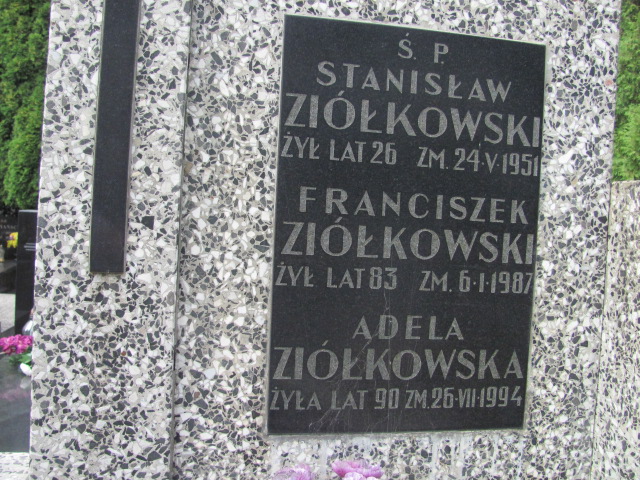 Ś. P.
STANISŁAW
ZIÓŁKOWSKI
ŻYŁ LAT 26 ZM. 24·V·1951
FRANCISZEK
ZIÓŁKOWSKI
ŻYŁ LAT 83 ZM. 6·I·1987
ADELA
ZIÓŁKOWSKA
ŻYŁA LAT 90 ZM. 26·VII·1994